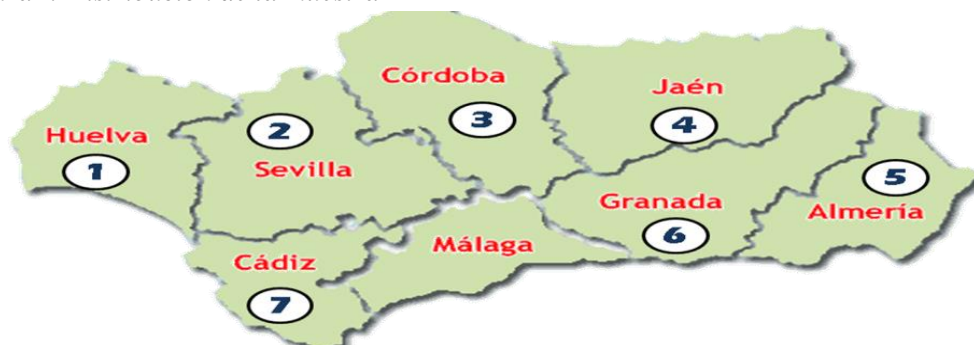 Córdoba
3
Jaén
4
Huelva
1
2
Sevilla
5
Almería
Granada
6
Málaga
Cádiz
7